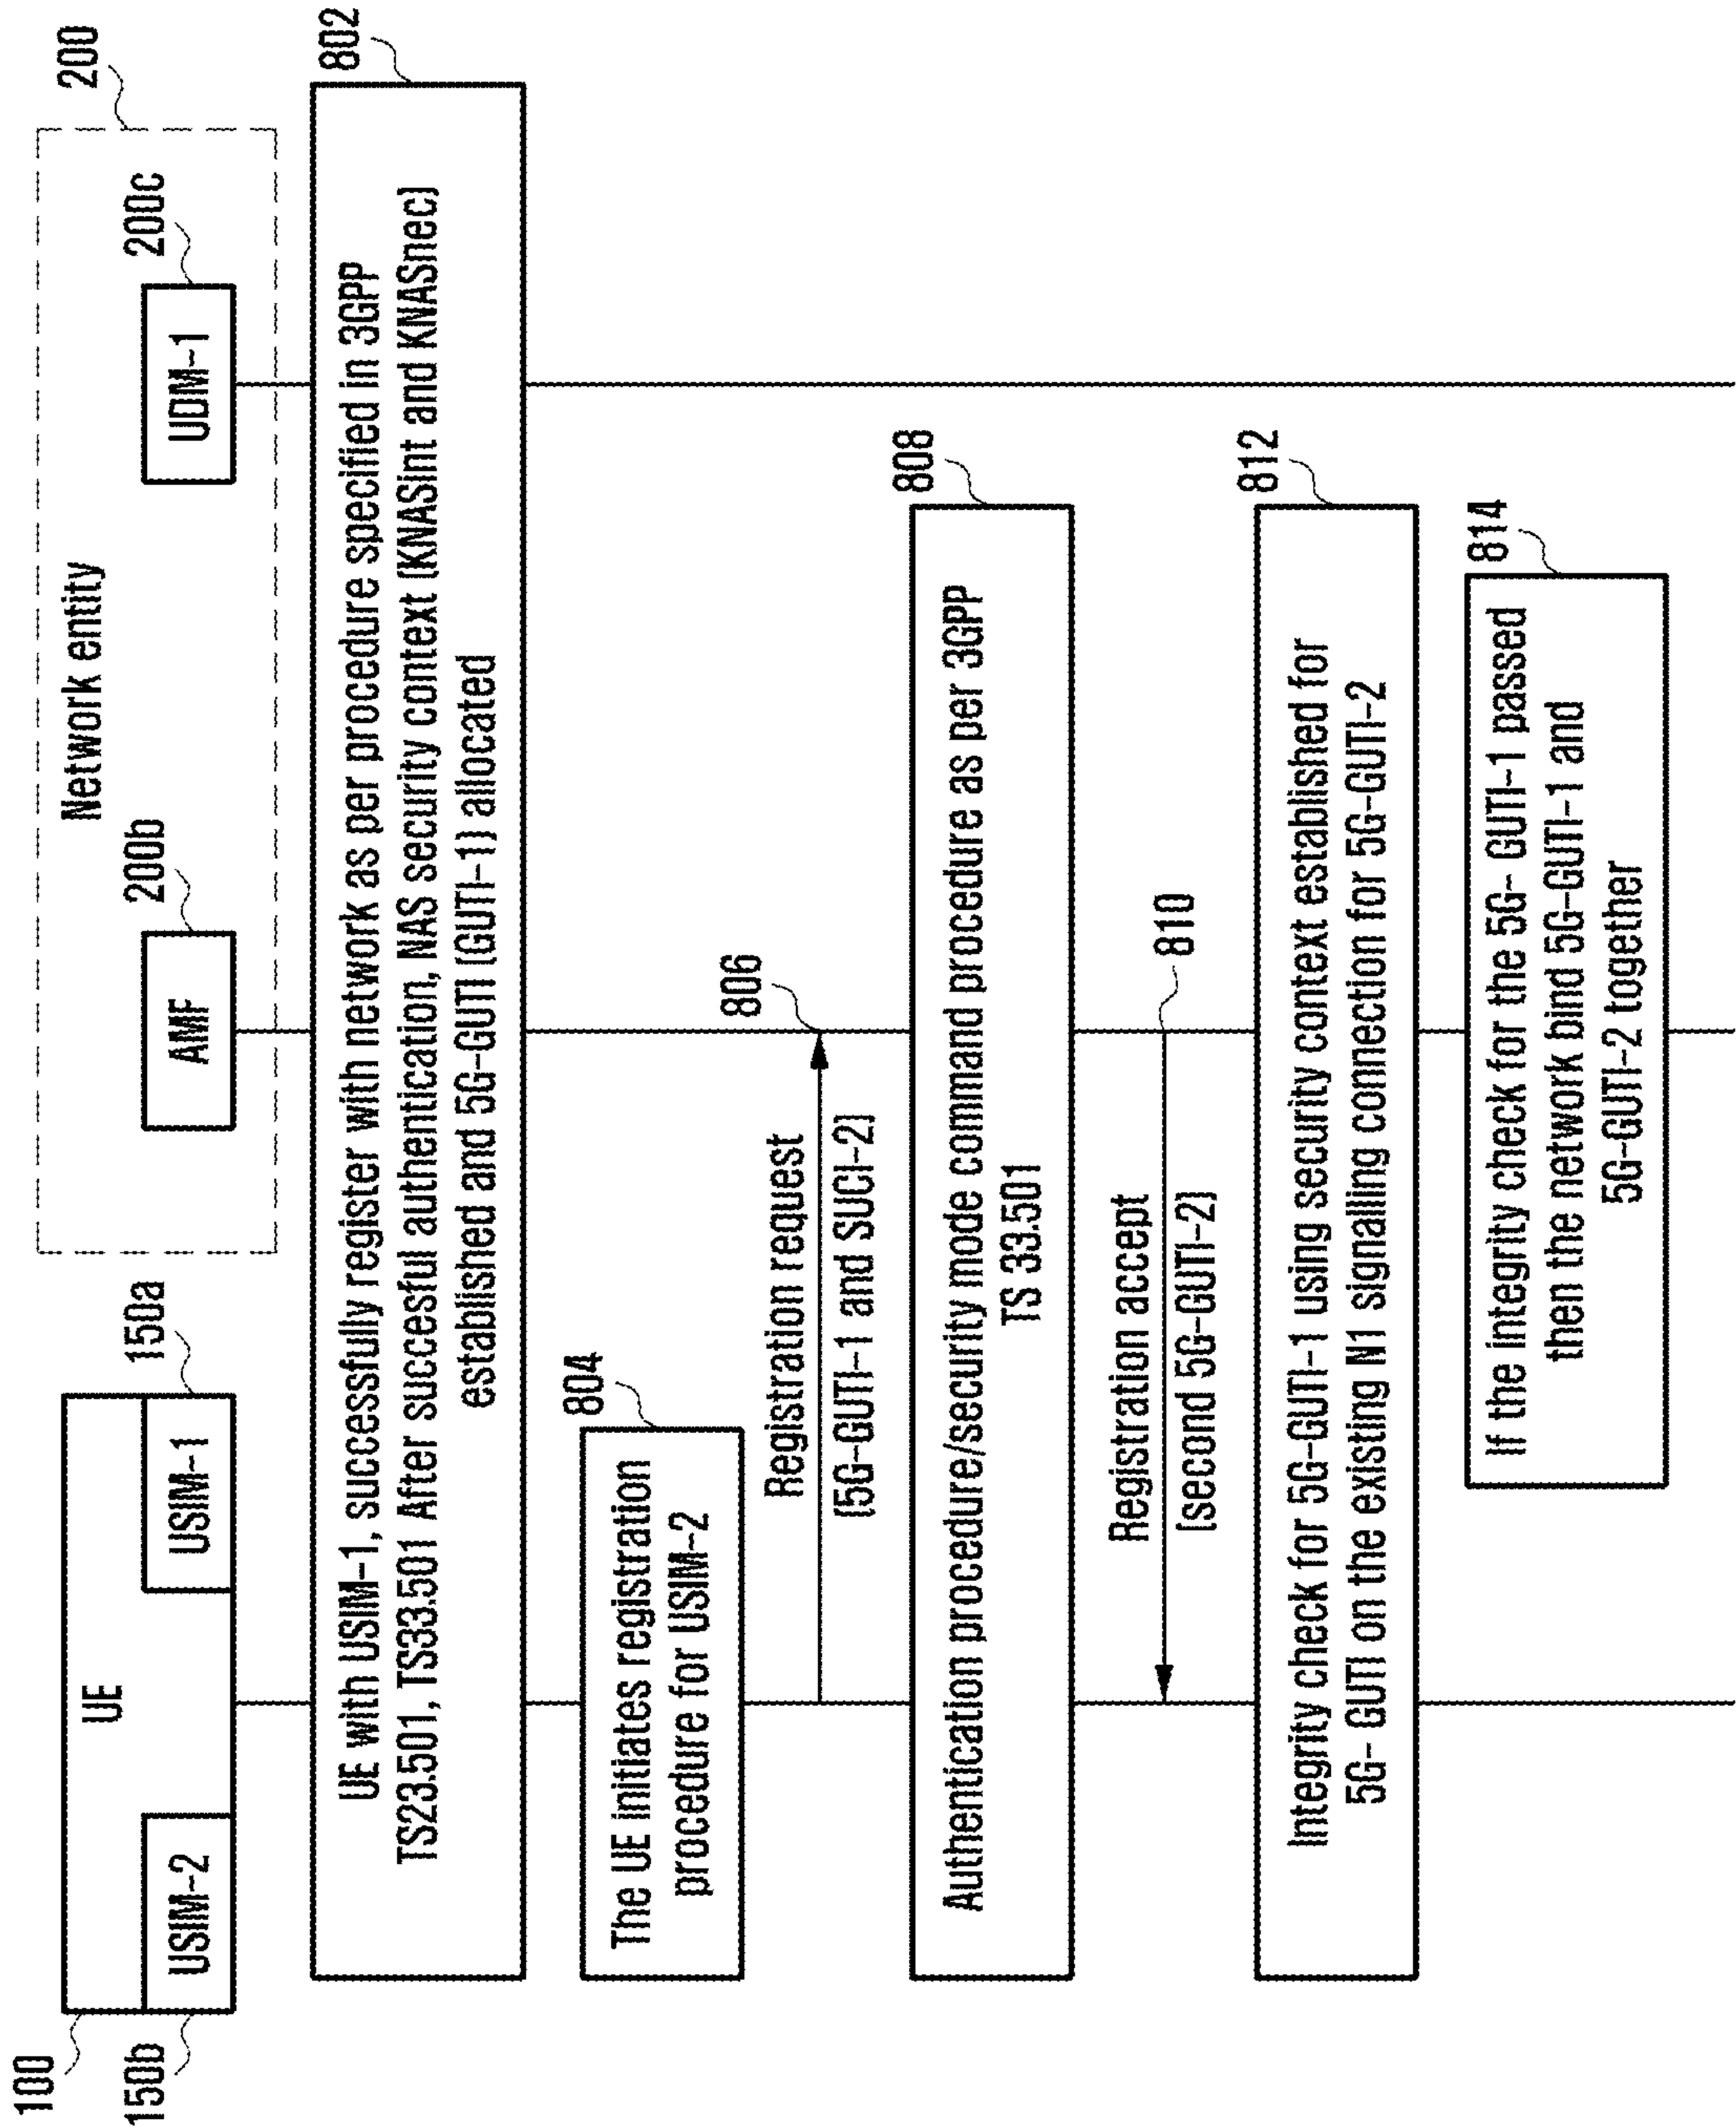 100
UE
Network entity
200
150b
USIM-2
USIM-1
150a
AMF
200b
UDM-1
200c
802
UE with USIM-1, successfully register with network as per procedure specified in 3GPP
TS23.501, TS33.501 After successful authentication, NAS security context (KNASint and KNASnec)
established and 5G-GUTI (GUTI-1) allocated
804
The UE initiates registration
procedure for USIM-2
806
Registration request
(5G-GUTI-1 and SUCI-2)
808
Authentication procedure/security mode command procedure as per 3GPP
TS 33.501
810
Registration accept
(second 5G-GUTI-2)
812
Integrity check for 5G-GUTI-1 using security context established for
5G- GUTI on the existing N1 signalling connection for 5G-GUTI-2
814
If the integrity check for the 5G- GUTI-1 passed
then the network bind 5G-GUTI-1 and
5G-GUTI-2 together